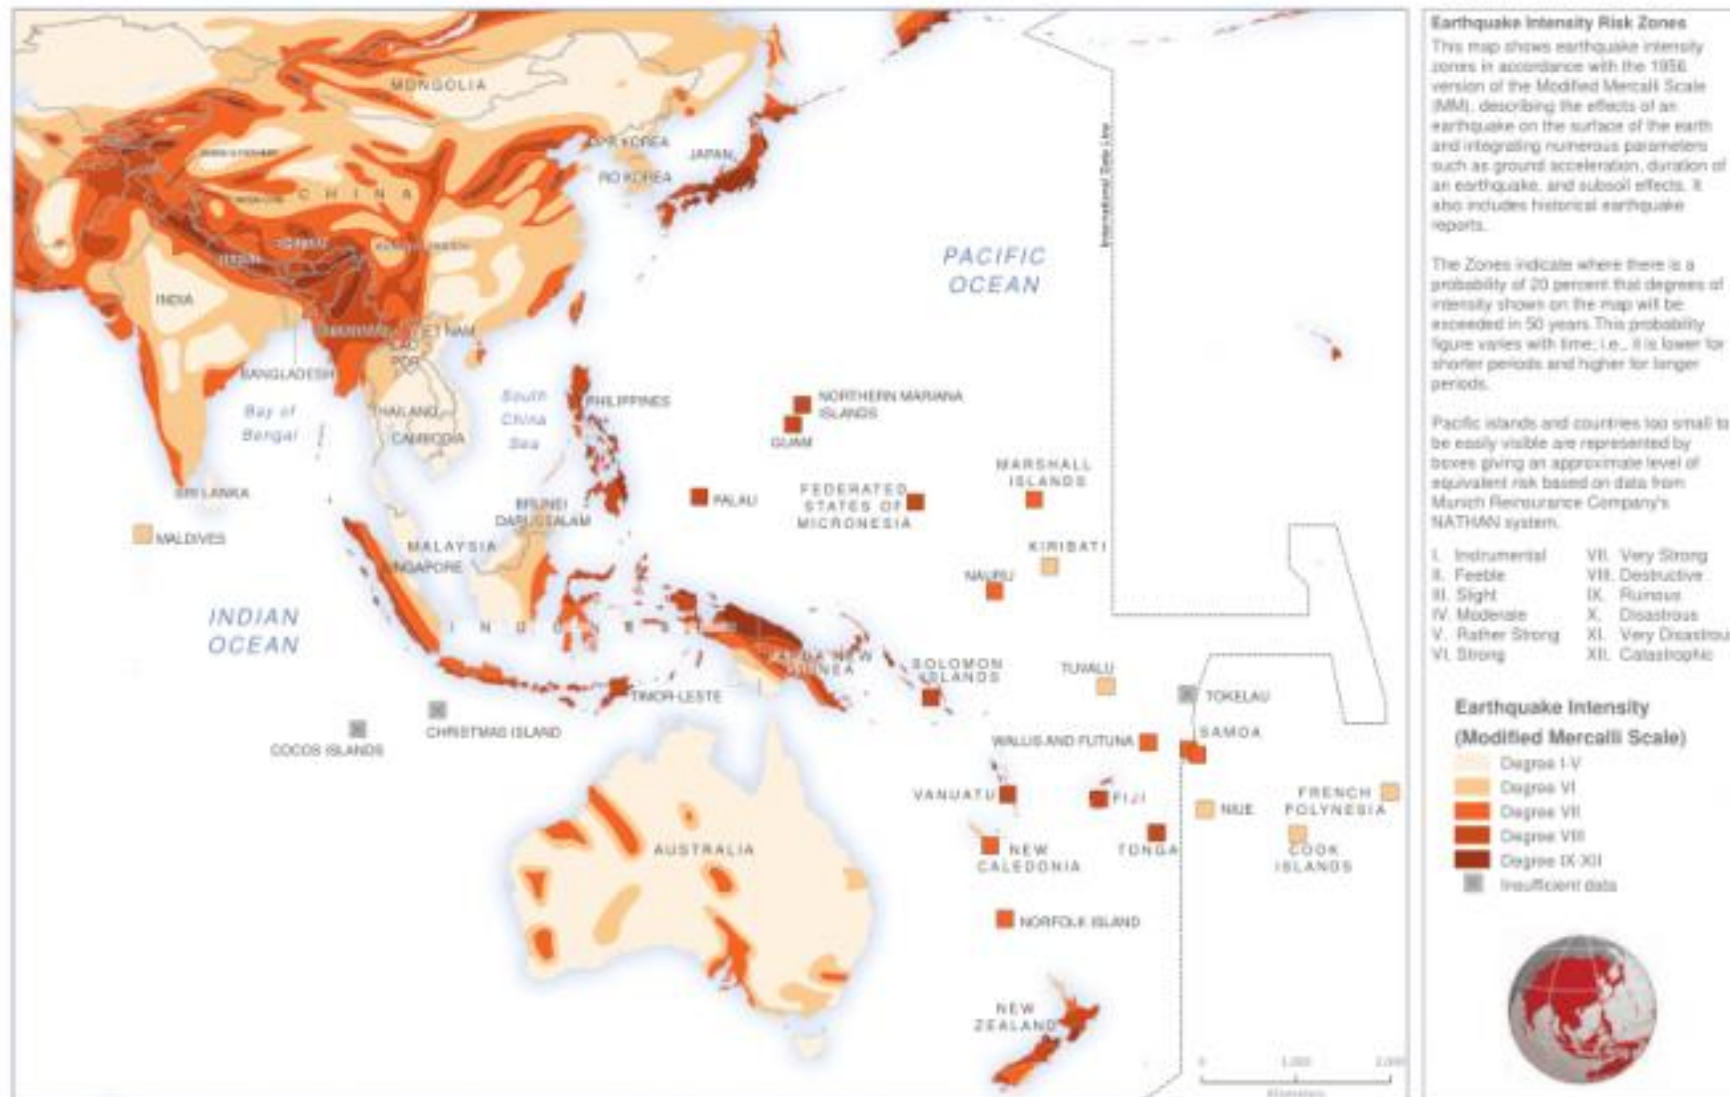 MONGOLIA
DPR KOREA
RO KOREA
JAPAN
CHINA
INDIA
BANGLADESH
VIET NAM
LAO
PDR
THAILAND
CAMBODIA
Bay of
Bengal
South
China
Sea
PHILIPPINES
SRI LANKA
MALDIVES
BRUNEI
DARUSSALAM
MALAYSIA
SINGAPORE
INDIAN
OCEAN
INDONESIA
PAPUA NEW
GUINEA
TIMOR-LESTE
CHRISTMAS ISLAND
COCOS ISLANDS
AUSTRALIA
PACIFIC
OCEAN
International Date Line
NORTHERN MARIANA
ISLANDS
GUAM
PALAU
FEDERATED
STATES OF
MICRONESIA
MARSHALL
ISLANDS
KIRIBATI
NAURU
SOLOMON
ISLANDS
TUVALU
TOKELAU
WALLIS AND FUTUNA
SAMOA
VANUATU
FIJI
NIUE
FRENCH
POLYNESIA
NEW
CALEDONIA
TONGA
COOK
ISLANDS
NORFOLK ISLAND
NEW
ZEALAND
0 1,000 2,000
Kilometers
Earthquake Intensity Risk Zones
This map shows earthquake intensity
zones in accordance with the 1956
version of the Modified Mercalli Scale
(MM), describing the effects of an
earthquake on the surface of the earth
and integrating numerous parameters
such as ground acceleration, duration of
an earthquake, and subsoil effects. It
also includes historical earthquake
reports.
The Zones indicate where there is a
probability of 20 percent that degrees of
intensity shown on the map will be
exceeded in 50 years. This probability
figure varies with time; i.e., it is lower for
shorter periods and higher for longer
periods.
Pacific islands and countries too small to
be easily visible are represented by
boxes giving an approximate level of
equivalent risk based on data from
Munich Reinsurance Company's
NATHAN system.
I. Instrumental VII. Very Strong
II. Feeble VIII. Destructive
III. Slight IX. Ruinous
IV. Moderate X. Disastrous
V. Rather Strong XI. Very Disastrous
VI. Strong XII. Catastrophic
Earthquake Intensity
(Modified Mercalli Scale)
Degree I-V
Degree VI
Degree VII
Degree VIII
Degree IX-XII
Insufficient data